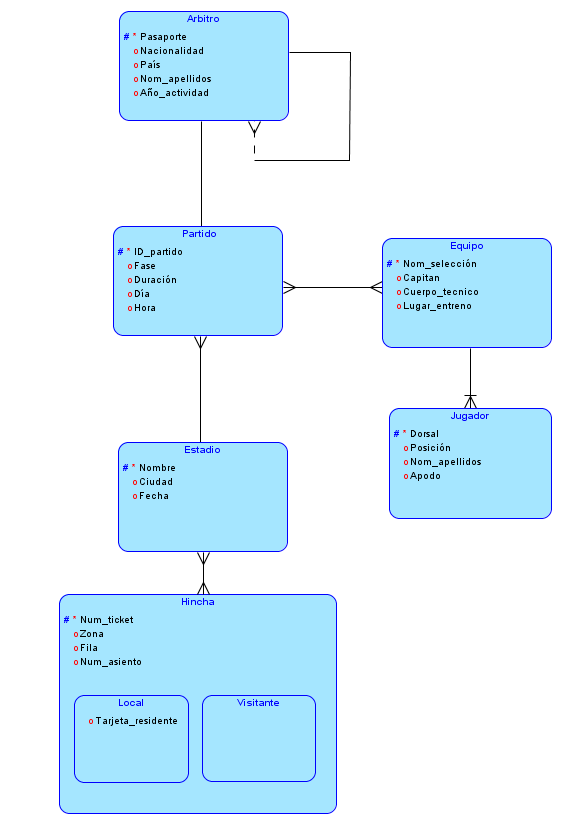 Arbitro
# * Pasaporte
o Nacionalidad
o País
o Nom_apellidos
o Año_actividad
Partido
# * ID_partido
o Fase
o Duración
o Día
o Hora
Equipo
# * Nom_selección
o Capitan
o Cuerpo_tecnico
o Lugar_entreno
Jugador
# * Dorsal
o Posición
o Nom_apellidos
o Apodo
Estadio
# * Nombre
o Ciudad
o Fecha
Hincha
# * Num_ticket
o Zona
o Fila
o Num_asiento
Local
o Tarjeta_residente
Visitante